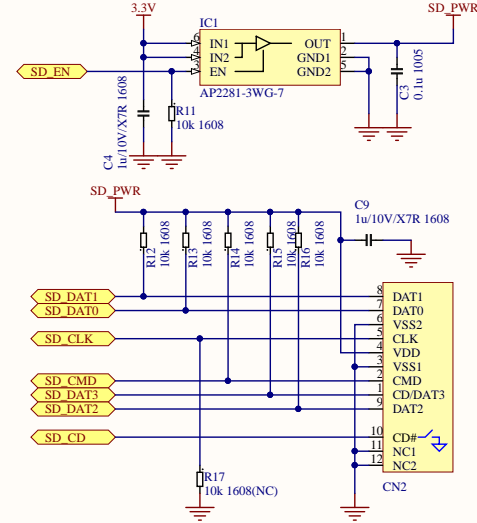 3.3V
SD_PWR
IC1
6 IN1 OUT 1
4 IN2 GND1 2
3 EN GND2 5
SD_EN
AP2281-3WG-7
C4
1u/10V/X7R 1608
R11
10k 1608
C3
0.1u 1005
SD_PWR
C9
1u/10V/X7R 1608
R12
10k 1608
R13
10k 1608
R14
10k 1608
R15
10k 1608
R16
10k 1608
SD_DAT1 8 DAT1
SD_DAT0 7 DAT0
6 VSS2
SD_CLK 5 CLK
4 VDD
3 VSS1
SD_CMD 2 CMD
SD_DAT3 1 CD/DAT3
SD_DAT2 9 DAT2
SD_CD 10 CD#
11 NC1
12 NC2
R17
10k 1608(NC)
CN2